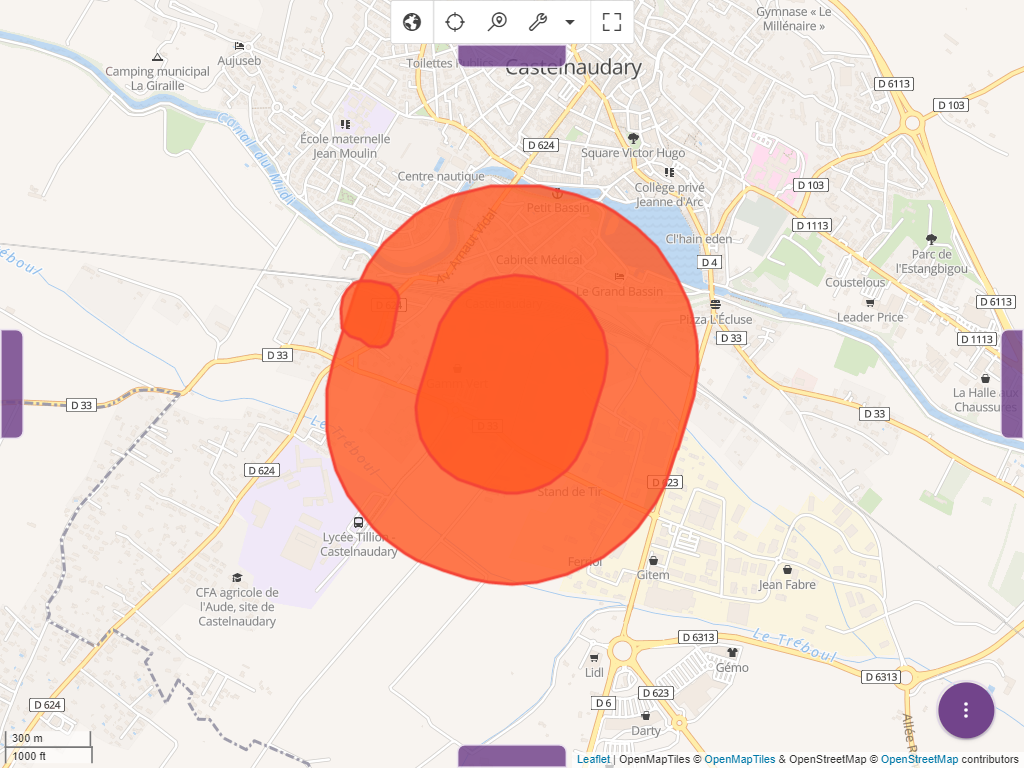 Gymnase « Le
Millénaire »
Aujuseb
Toilettes Publics
Castelnaudary
Camping municipal
La Giraille
D 6113
D 103
Canal du Midi
École maternelle
Jean Moulin
D 624
Square Victor Hugo
Centre nautique
D 103
Collège privé
Jeanne d'Arc
Petit Bassin
D 1113
Av. Arnaut Vidal
Cl'hain eden
Parc de
l'Estangbigou
éboul
Cabinet Médical
D 4
Coustelous
Le Grand Bassin
D 6113
Leader Price
Pizza L'Écluse
D 33
D 1113
D 33
La Halle aux
Chaussures
D 33
D 33
Le Tréboul
D 33
D 624
D 623
Stand de Tir
Lycée Tillion -
Castelnaudary
Gitem
Jean Fabre
CFA agricole de
l'Aude, site de
Castelnaudary
D 6313
Le Tréboul
Lidl
Gémo
D 6313
D 623
D 6
D 624
Darty
Allée R
300 m
1000 ft
Leaflet | OpenMapTiles © OpenMapTiles & OpenStreetMap © OpenStreetMap contributors